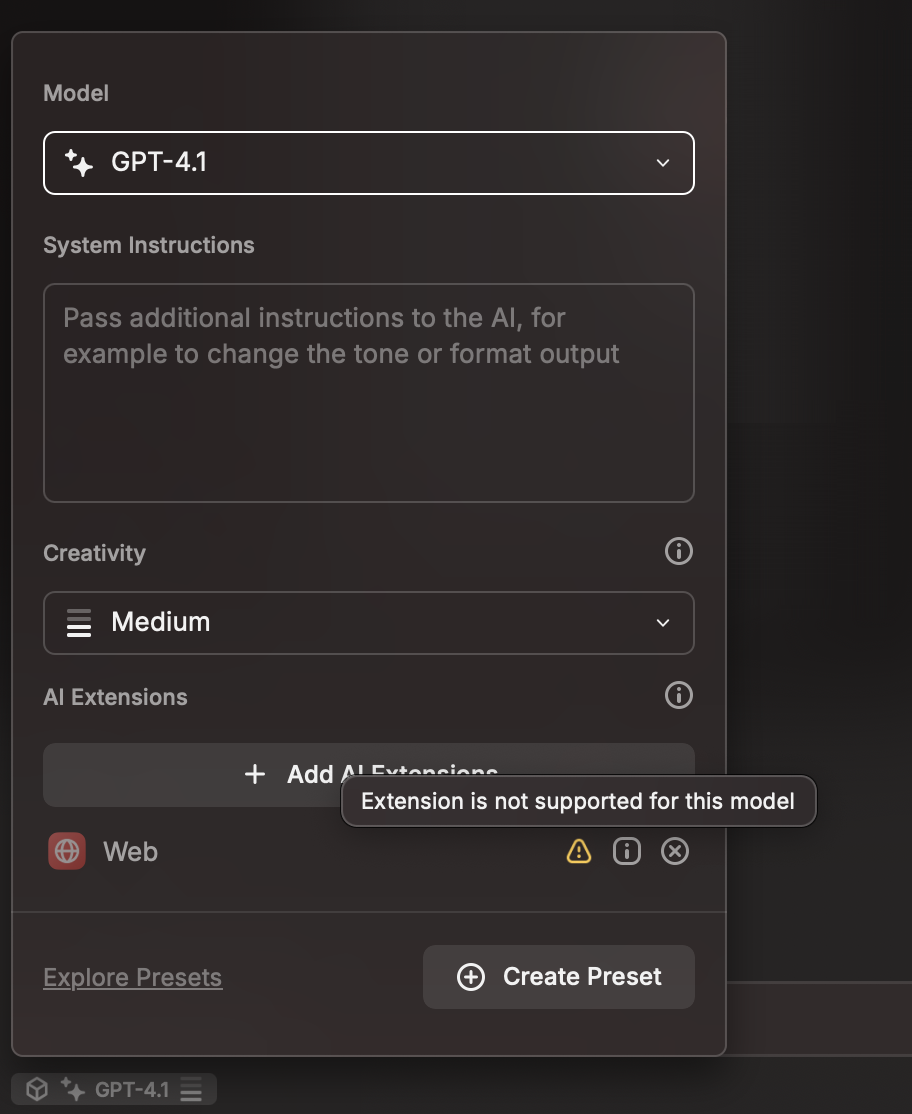 Model
GPT-4.1
System Instructions
Pass additional instructions to the AI, for
example to change the tone or format output
Creativity
Medium
AI Extensions
Add AI Extensions
Extension is not supported for this model
Web
Explore Presets
Create Preset
GPT-4.1